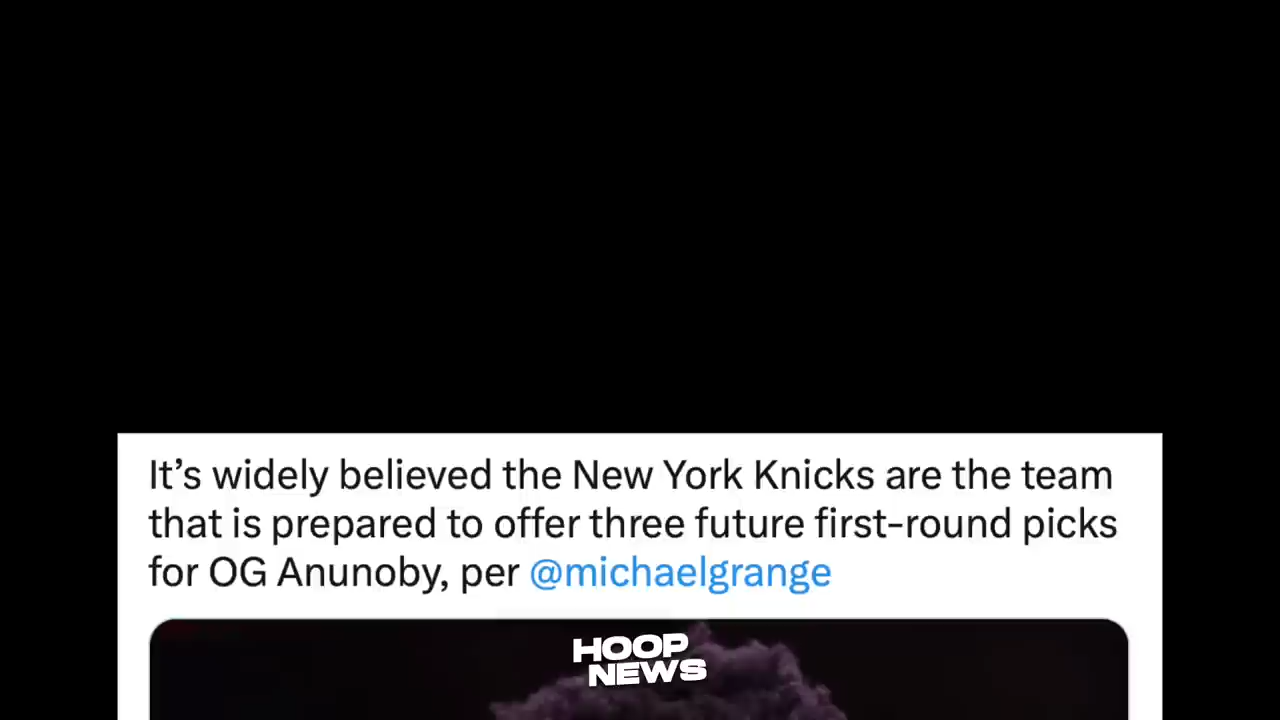 It’s widely believed the New York Knicks are the team
that is prepared to offer three future first-round picks
for OG Anunoby, per @michaelgrange
HOOP
NEWS